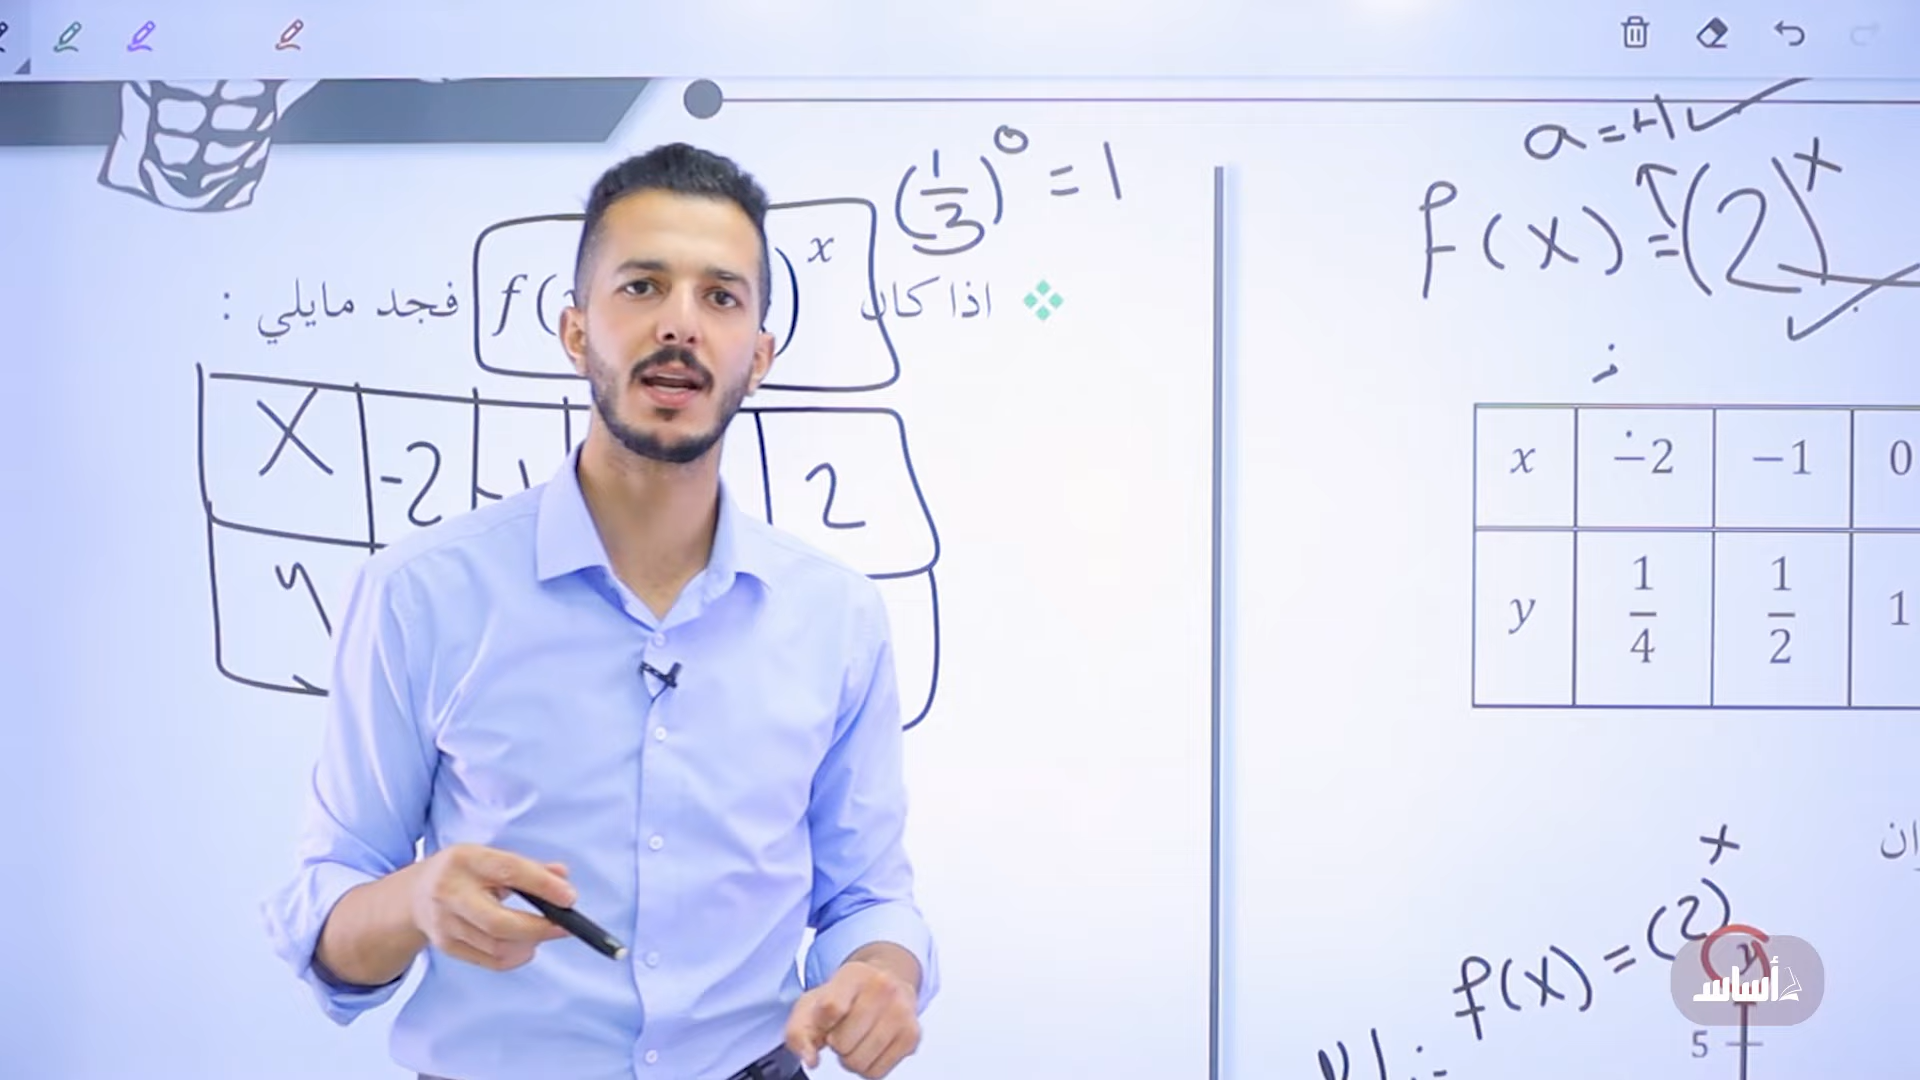 (1/3)^0 = 1
❖ اذا كان f( )^x فجد مايلي :
X -2 -1 2
y
a = +1 ✓
f(x) = (2)^x
x −2 −1 0
y 1/4 1/2 1
f(x) = (2)^x
y
أساس
5